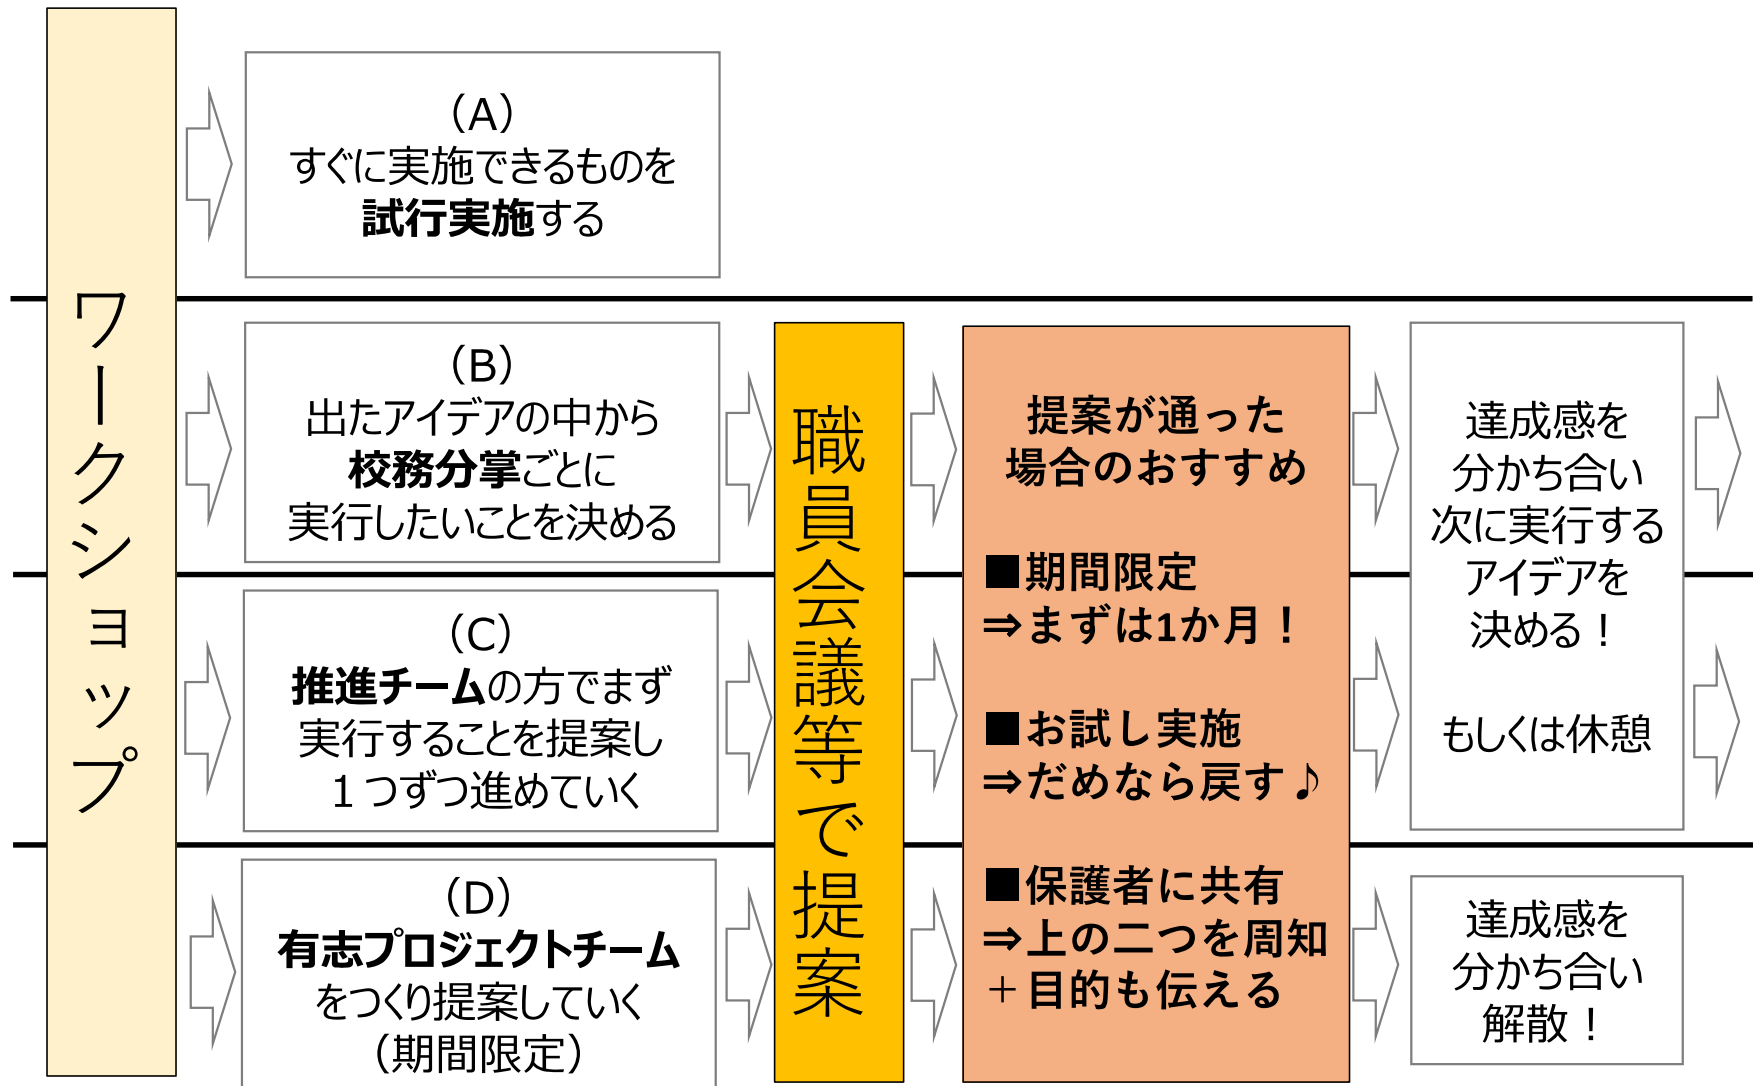 ワークショップ
（A）
すぐに実施できるものを
試行実施する
（B）
出たアイデアの中から
校務分掌ごとに
実行したいことを決める
（C）
推進チームの方でまず
実行することを提案し
１つずつ進めていく
（D）
有志プロジェクトチーム
をつくり提案していく
（期間限定）
職員会議等で提案
提案が通った
場合のおすすめ
■期間限定
⇒まずは1か月！
■お試し実施
⇒だめなら戻す♪
■保護者に共有
⇒上の二つを周知
＋目的も伝える
達成感を
分かち合い
次に実行する
アイデアを
決める！
もしくは休憩
達成感を
分かち合い
解散！